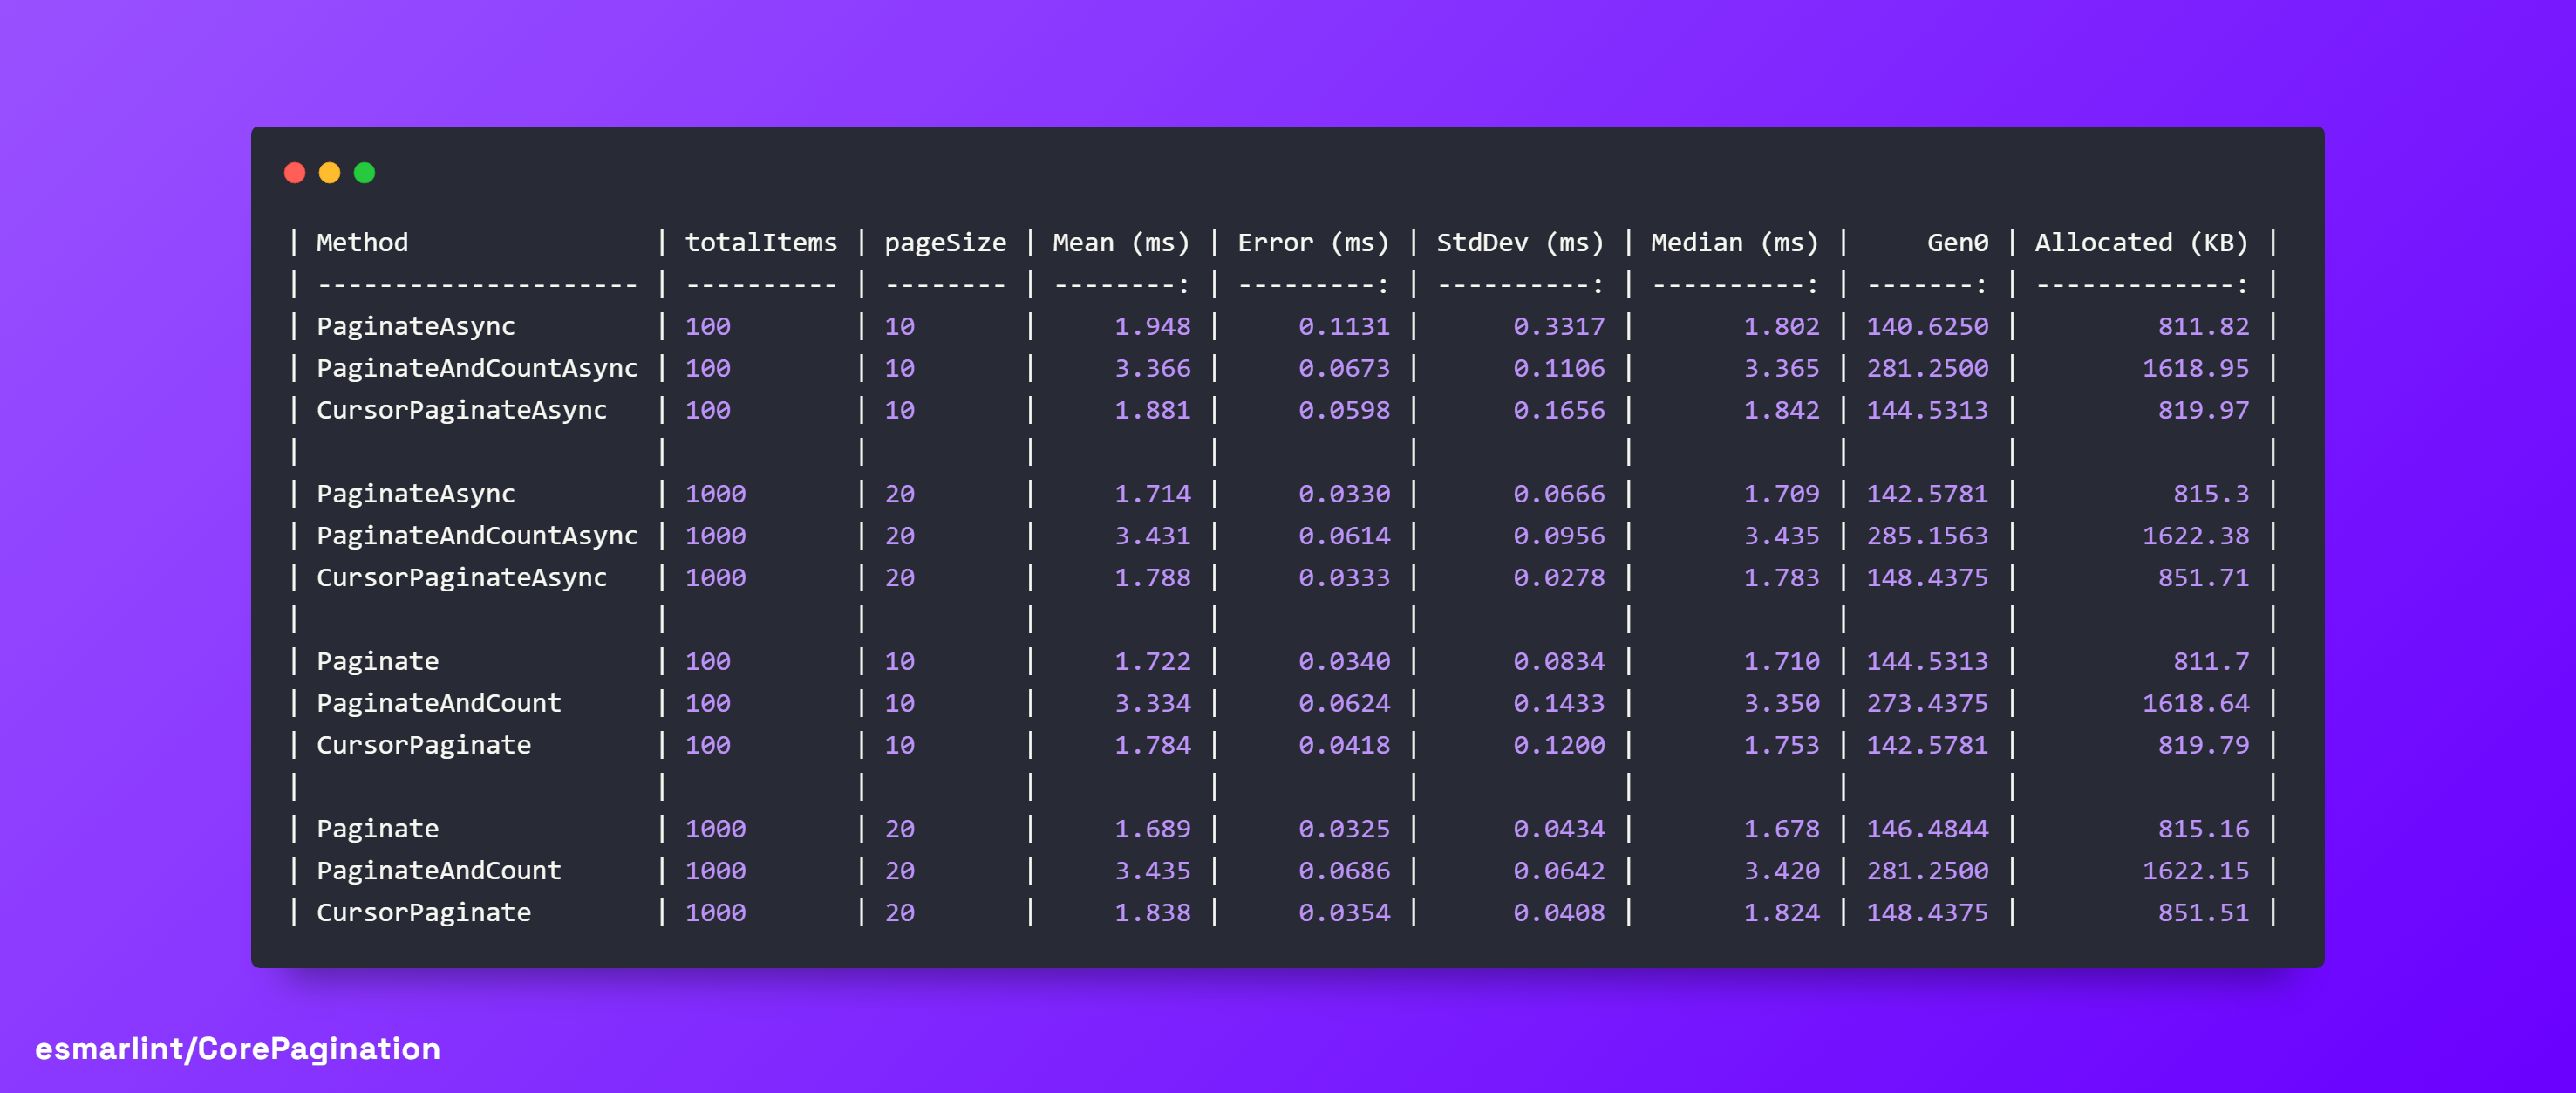 | Method                | totalItems | pageSize | Mean (ms) | Error (ms) | StdDev (ms) | Median (ms) |     Gen0 | Allocated (KB) |
| --------------------- | ---------- | -------- | --------: | ---------: | ----------: | ----------: | -------: | -------------: |
| PaginateAsync         | 100        | 10       |     1.948 |     0.1131 |      0.3317 |       1.802 | 140.6250 |         811.82 |
| PaginateAndCountAsync | 100        | 10       |     3.366 |     0.0673 |      0.1106 |       3.365 | 281.2500 |        1618.95 |
| CursorPaginateAsync   | 100        | 10       |     1.881 |     0.0598 |      0.1656 |       1.842 | 144.5313 |         819.97 |
|                       |            |          |           |            |             |             |          |                |
| PaginateAsync         | 1000       | 20       |     1.714 |     0.0330 |      0.0666 |       1.709 | 142.5781 |          815.3 |
| PaginateAndCountAsync | 1000       | 20       |     3.431 |     0.0614 |      0.0956 |       3.435 | 285.1563 |        1622.38 |
| CursorPaginateAsync   | 1000       | 20       |     1.788 |     0.0333 |      0.0278 |       1.783 | 148.4375 |         851.71 |
|                       |            |          |           |            |             |             |          |                |
| Paginate              | 100        | 10       |     1.722 |     0.0340 |      0.0834 |       1.710 | 144.5313 |          811.7 |
| PaginateAndCount      | 100        | 10       |     3.334 |     0.0624 |      0.1433 |       3.350 | 273.4375 |        1618.64 |
| CursorPaginate        | 100        | 10       |     1.784 |     0.0418 |      0.1200 |       1.753 | 142.5781 |         819.79 |
|                       |            |          |           |            |             |             |          |                |
| Paginate              | 1000       | 20       |     1.689 |     0.0325 |      0.0434 |       1.678 | 146.4844 |         815.16 |
| PaginateAndCount      | 1000       | 20       |     3.435 |     0.0686 |      0.0642 |       3.420 | 281.2500 |        1622.15 |
| CursorPaginate        | 1000       | 20       |     1.838 |     0.0354 |      0.0408 |       1.824 | 148.4375 |         851.51 |
esmarlint/CorePagination